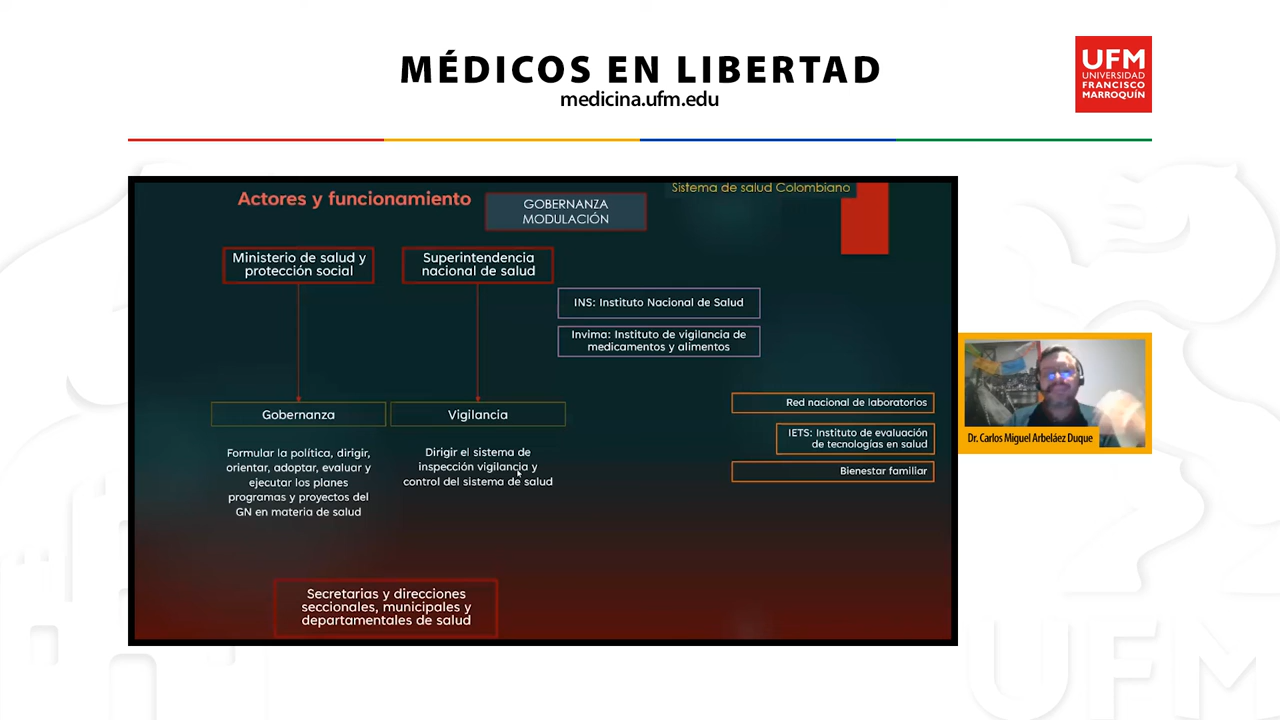 MÉDICOS EN LIBERTAD
medicina.ufm.edu
UFM
UNIVERSIDAD
FRANCISCO
MARROQUÍN
Sistema de salud Colombiano
Actores y funcionamiento
GOBERNANZA
MODULACIÓN
Ministerio de salud y
protección social
Superintendencia
nacional de salud
INS: Instituto Nacional de Salud
Invima: Instituto de vigilancia de
medicamentos y alimentos
Gobernanza
Vigilancia
Formular la política, dirigir,
orientar, adoptar, evaluar y
ejecutar los planes
programas y proyectos del
GN en materia de salud
Dirigir el sistema de
inspección vigilancia y
control del sistema de salud
Red nacional de laboratorios
IETS: Instituto de evaluación
de tecnologías en salud
Bienestar familiar
Secretarias y direcciones
seccionales, municipales y
departamentales de salud
Dr. Carlos Miguel Arbeláez Duque
UFM